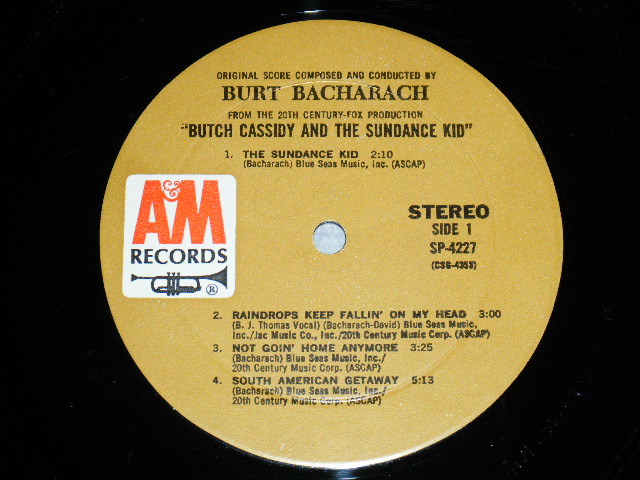 ORIGINAL SCORE COMPOSED AND CONDUCTED BY
BURT BACHARACH
FROM THE 20TH CENTURY-FOX PRODUCTION
"BUTCH CASSIDY AND THE SUNDANCE KID"
1. THE SUNDANCE KID 2:10
(Bacharach) Blue Seas Music, Inc. (ASCAP)
A&M
RECORDS
®
STEREO
SIDE 1
SP-4227
(CSG-4353)
2. RAINDROPS KEEP FALLIN' ON MY HEAD 3:00
(B. J. Thomas Vocal) (Bacharach-David) Blue Seas Music,
Inc./Jac Music Co., Inc./20th Century Music Corp. (ASCAP)
3. NOT GOIN' HOME ANYMORE 3:25
(Bacharach) Blue Seas Music, Inc./
20th Century Music Corp. (ASCAP)
4. SOUTH AMERICAN GETAWAY 5:13
(Bacharach) Blue Seas Music, Inc./
20th Century Music Corp. (ASCAP)